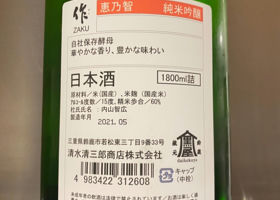 作
ZAKU
恵乃智
純米吟醸
自社保存酵母
華やかな香り、豊かな味わい
日本酒
1800ml詰
原材料/米(国産)、米麹(国産米)
アルコール度数/15度、精米歩合/60%
杜氏氏名/内山智広
製造年月 2021.05
三重県鈴鹿市若松東三丁目9番33号
清水清三郎商店株式会社
4 983422 312608
キャップ
(中栓)